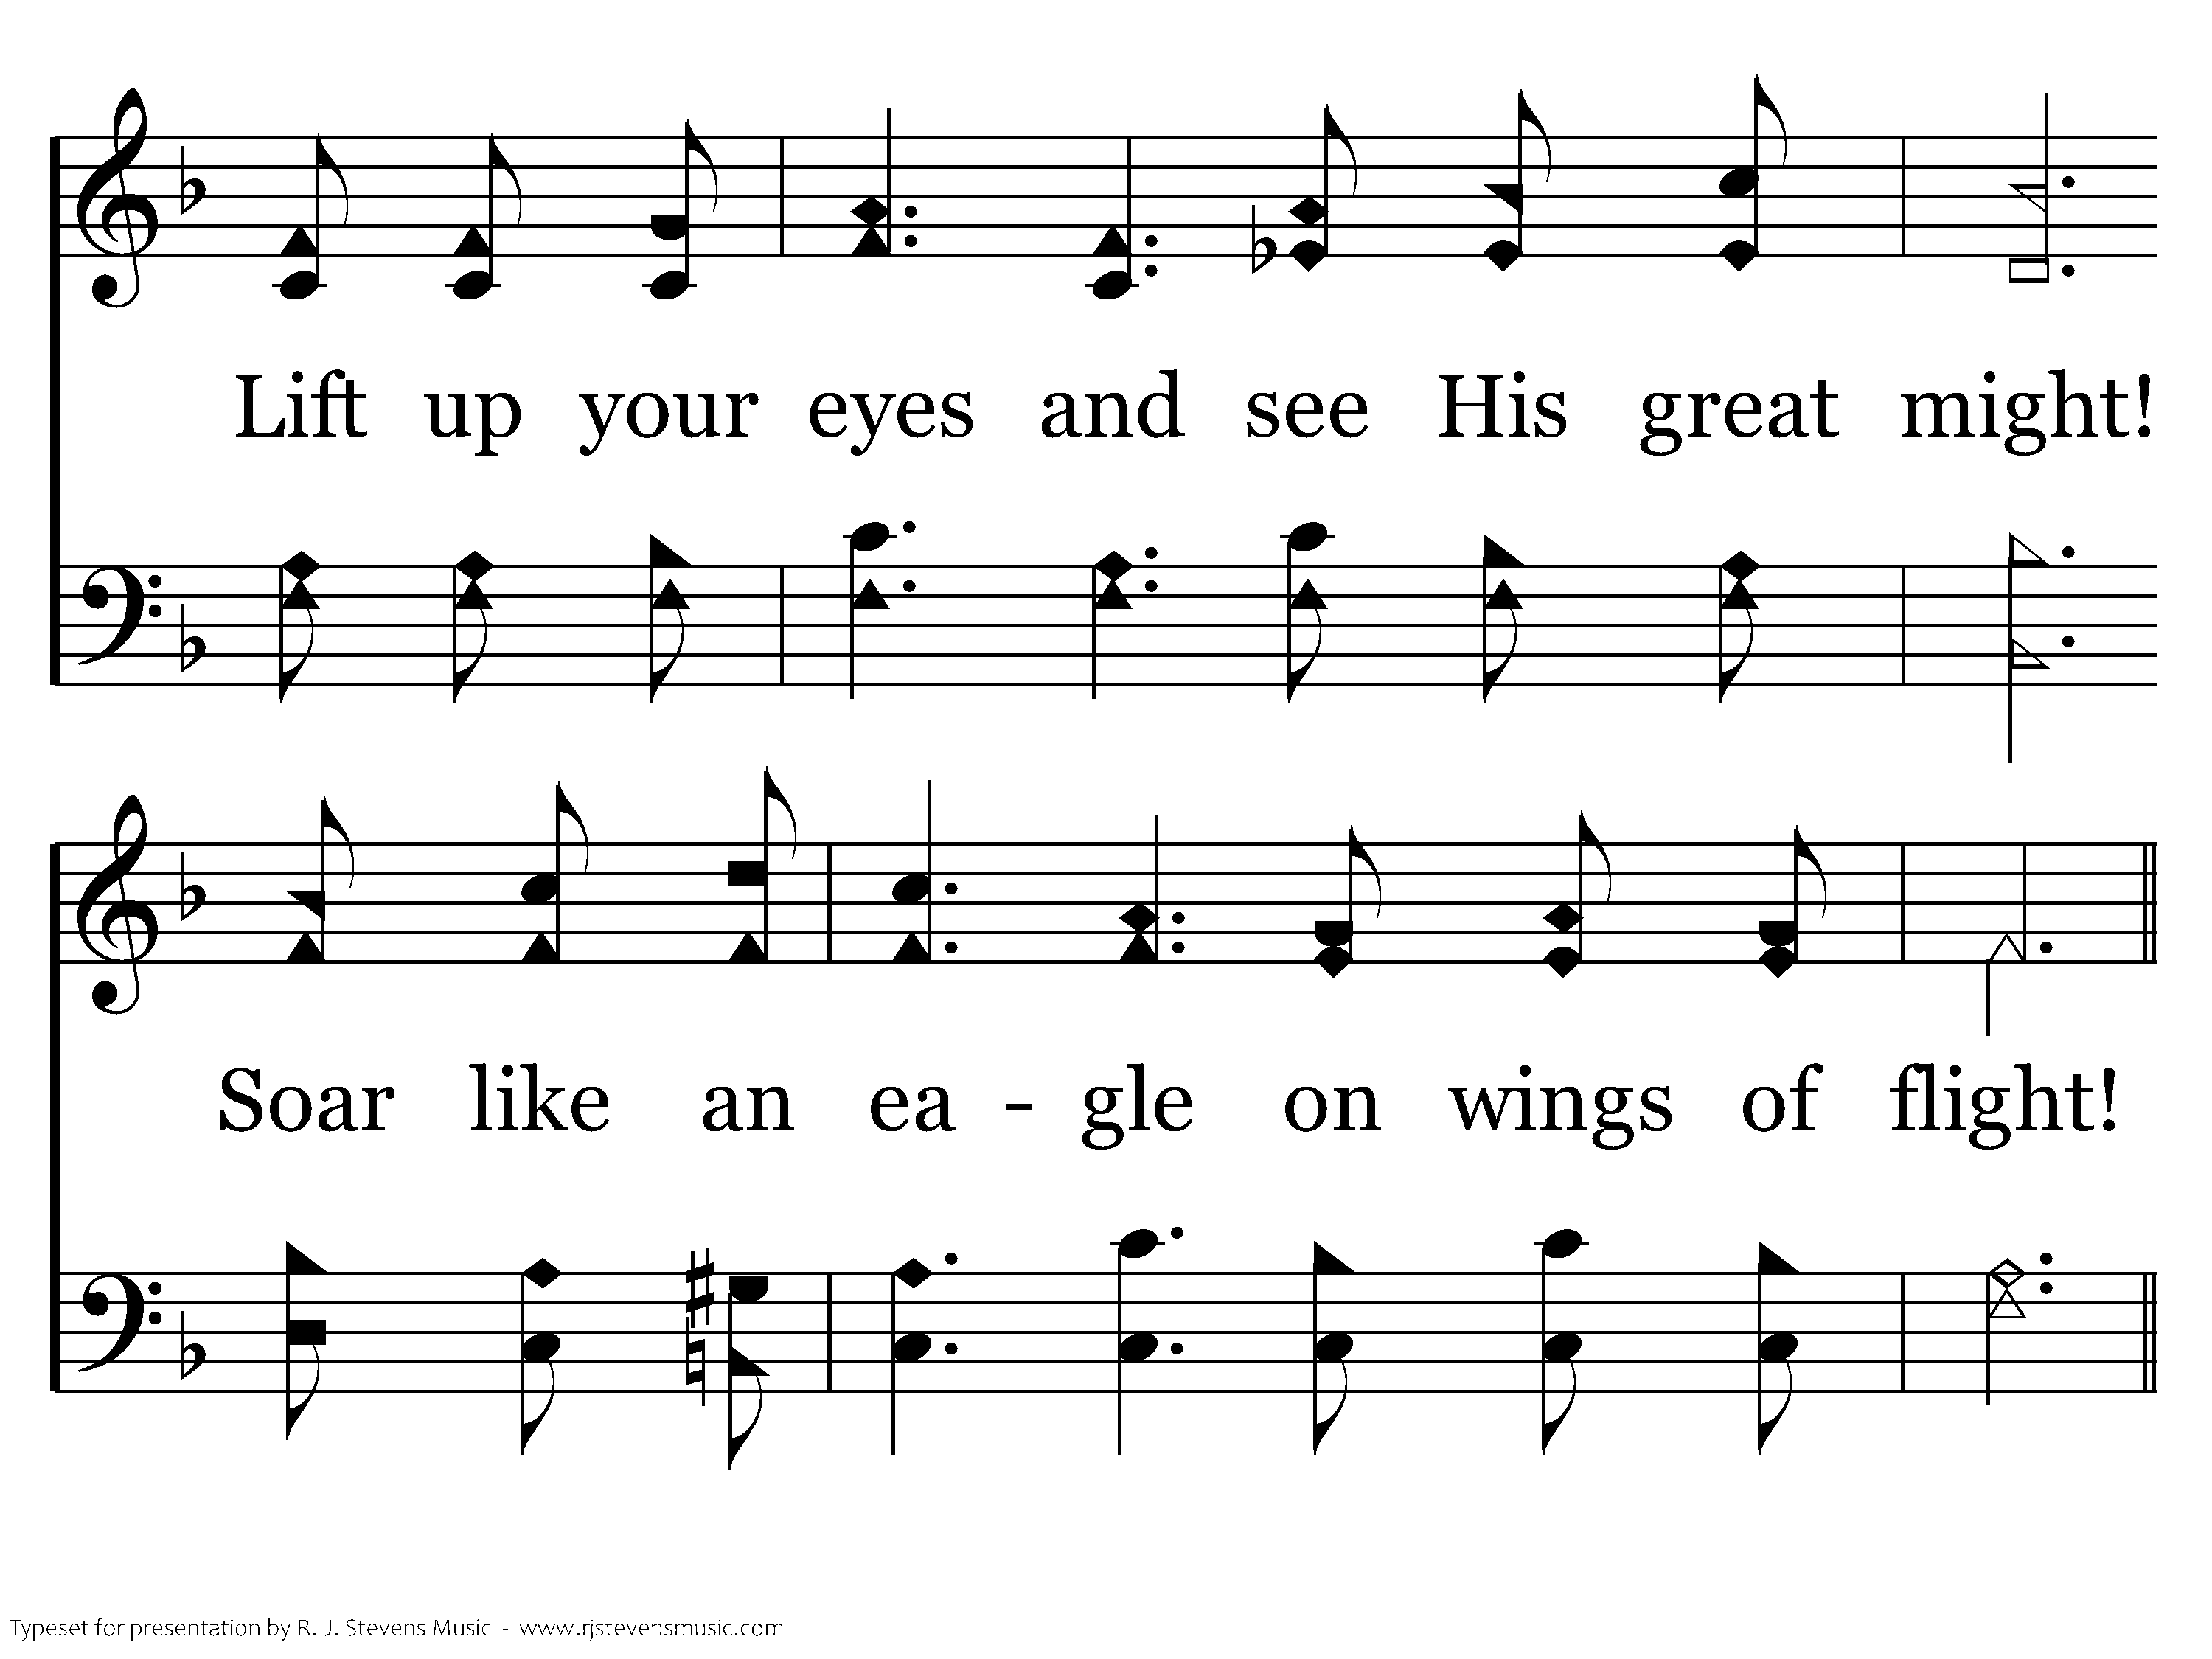 Lift up your eyes and see His great might!
Soar like an ea - gle on wings of flight!
Typeset for presentation by R. J. Stevens Music - www.rjstevensmusic.com